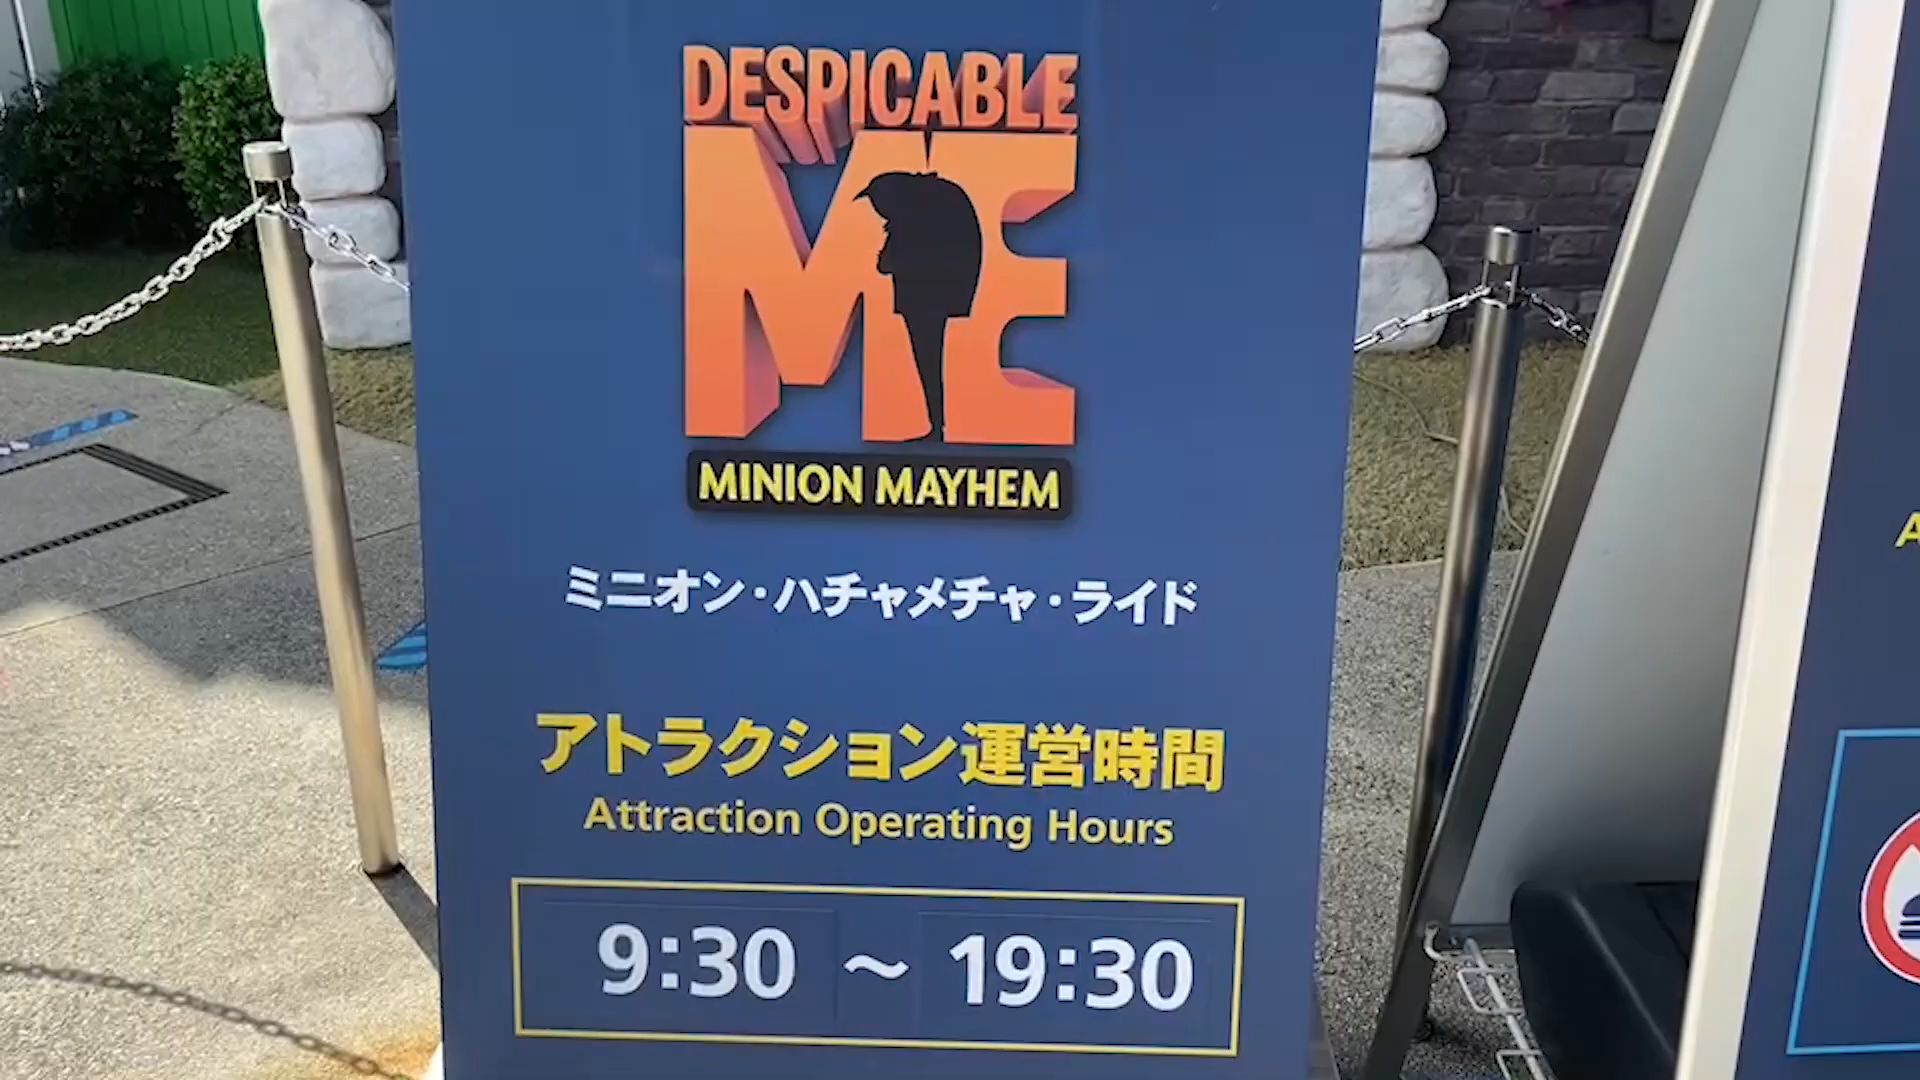 DESPICABLE
ME
MINION MAYHEM
ミニオン・ハチャメチャ・ライド
アトラクション運営時間
Attraction Operating Hours
9:30 ～ 19:30
A